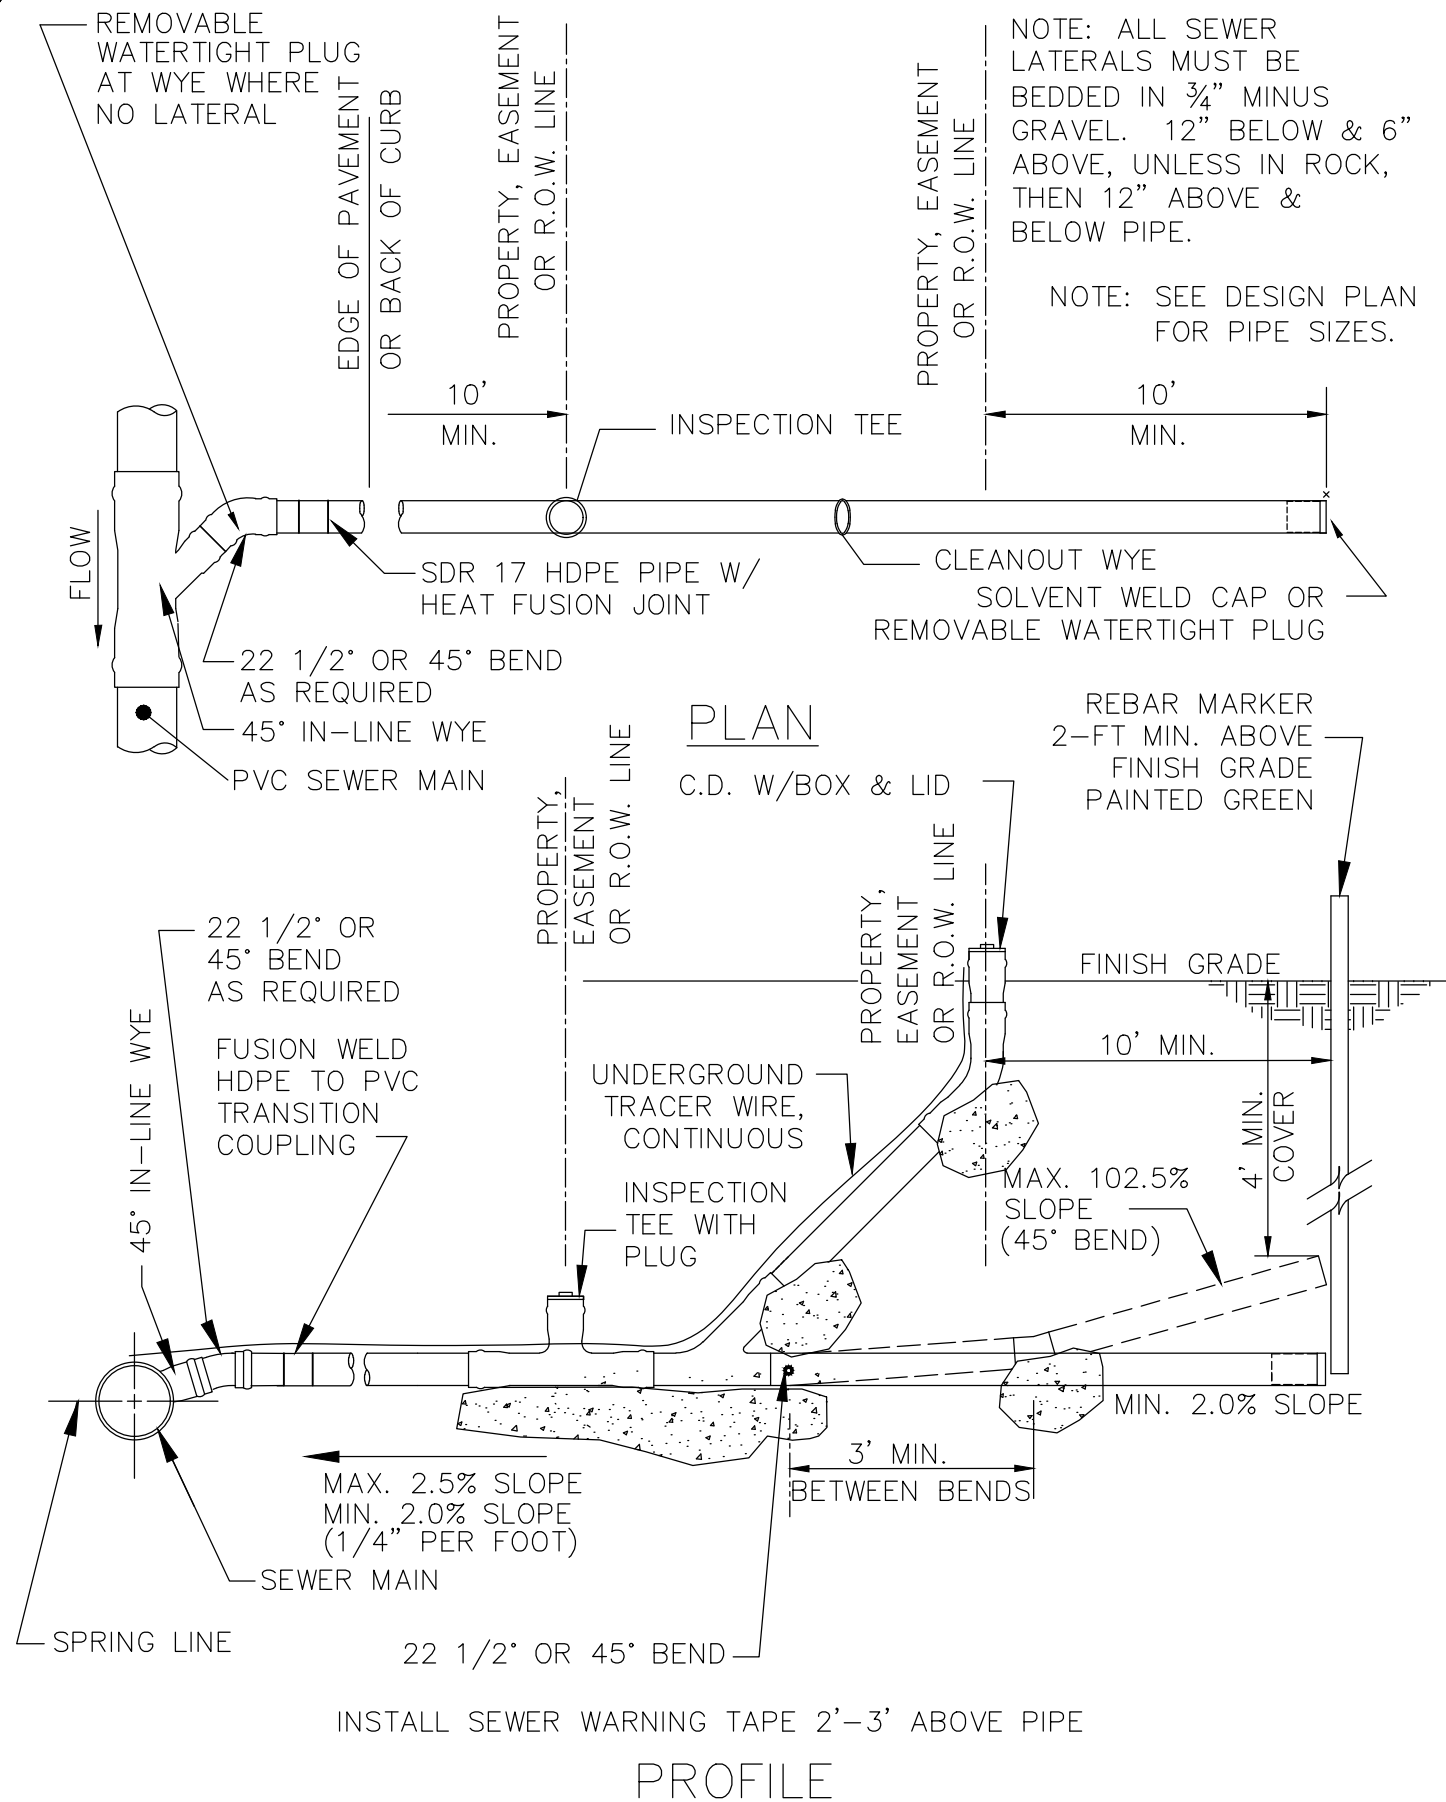 REMOVABLE
WATERTIGHT PLUG
AT WYE WHERE
NO LATERAL
EDGE OF PAVEMENT
OR BACK OF CURB
PROPERTY, EASEMENT
OR R.O.W. LINE
PROPERTY, EASEMENT
OR R.O.W. LINE
NOTE: ALL SEWER
LATERALS MUST BE
BEDDED IN ¾” MINUS
GRAVEL. 12” BELOW & 6”
ABOVE, UNLESS IN ROCK,
THEN 12” ABOVE &
BELOW PIPE.
NOTE: SEE DESIGN PLAN
FOR PIPE SIZES.
10’
MIN.
INSPECTION TEE
10’
MIN.
FLOW
SDR 17 HDPE PIPE W/
HEAT FUSION JOINT
CLEANOUT WYE
SOLVENT WELD CAP OR
REMOVABLE WATERTIGHT PLUG
22 1/2° OR 45° BEND
AS REQUIRED
45° IN-LINE WYE
PVC SEWER MAIN
PLAN
C.D. W/BOX & LID
REBAR MARKER
2-FT MIN. ABOVE
FINISH GRADE
PAINTED GREEN
PROPERTY,
EASEMENT
OR R.O.W. LINE
PROPERTY,
EASEMENT
OR R.O.W. LINE
22 1/2° OR
45° BEND
AS REQUIRED
FINISH GRADE
45° IN-LINE WYE
FUSION WELD
HDPE TO PVC
TRANSITION
COUPLING
UNDERGROUND
TRACER WIRE,
CONTINUOUS
10’ MIN.
4’ MIN.
COVER
INSPECTION
TEE WITH
PLUG
MAX. 102.5%
SLOPE
(45° BEND)
MIN. 2.0% SLOPE
3’ MIN.
BETWEEN BENDS
MAX. 2.5% SLOPE
MIN. 2.0% SLOPE
(1/4” PER FOOT)
SEWER MAIN
SPRING LINE
22 1/2° OR 45° BEND
INSTALL SEWER WARNING TAPE 2’-3’ ABOVE PIPE
PROFILE